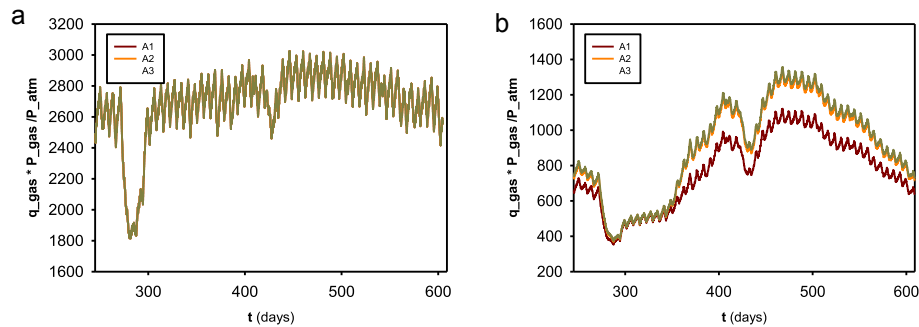 a
3200
3000
2800
2600
2400
2200
2000
1800
1600
q_gas * P_gas /P_atm
A1
A2
A3
300
400
500
600
t (days)
b
1600
1400
1200
1000
800
600
400
200
q_gas * P_gas /P_atm
A1
A2
A3
300
400
500
600
t (days)